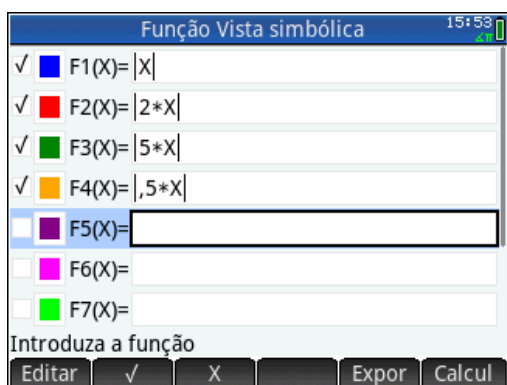 Função Vista simbólica 15:53
∡π
√ F1(X)= |X|
√ F2(X)= |2*X|
√ F3(X)= |5*X|
√ F4(X)= |,5*X|
F5(X)=
F6(X)=
F7(X)=
Introduza a função
Editar √ X Expor Calcul